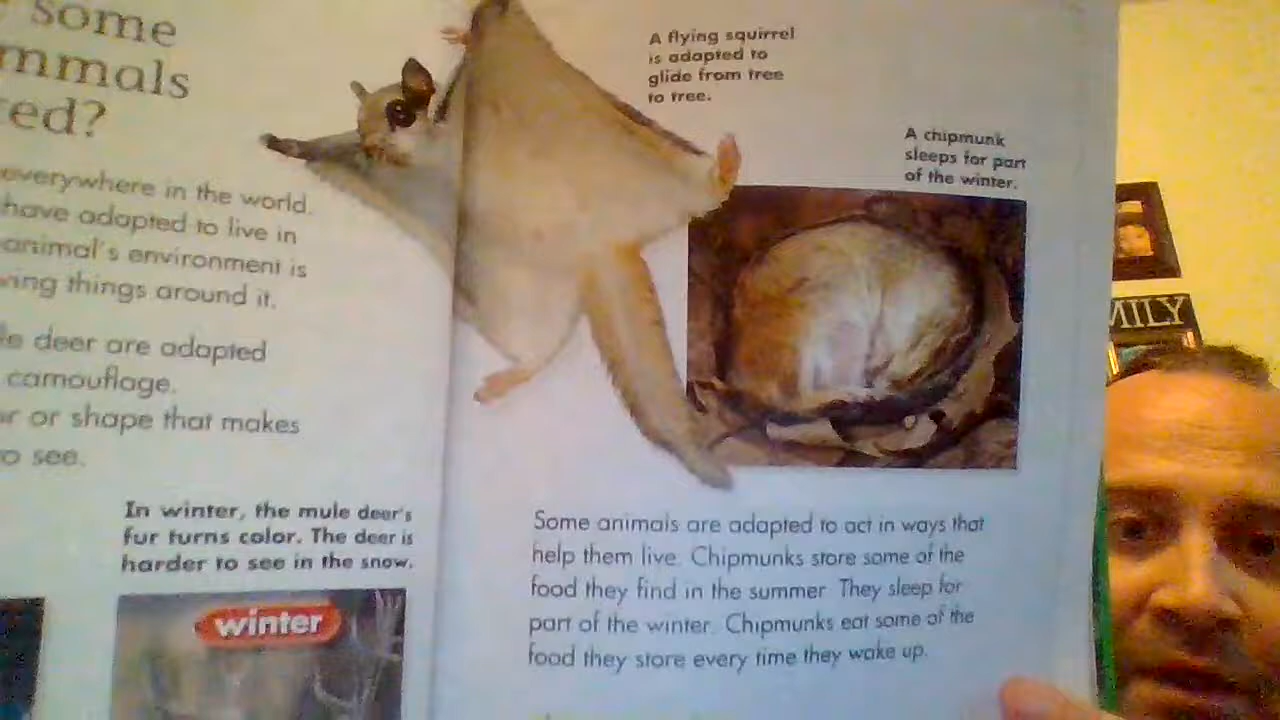 some
mmals
ed?
everywhere in the world.
have adapted to live in
animal's environment is
ving things around it.
le deer are adapted
camouflage.
or shape that makes
o see.
In winter, the mule deer's
fur turns color. The deer is
harder to see in the snow.
winter
A flying squirrel
is adapted to
glide from tree
to tree.
A chipmunk
sleeps for part
of the winter.
Some animals are adapted to act in ways that
help them live. Chipmunks store some of the
food they find in the summer. They sleep for
part of the winter. Chipmunks eat some of the
food they store every time they wake up.
MILY